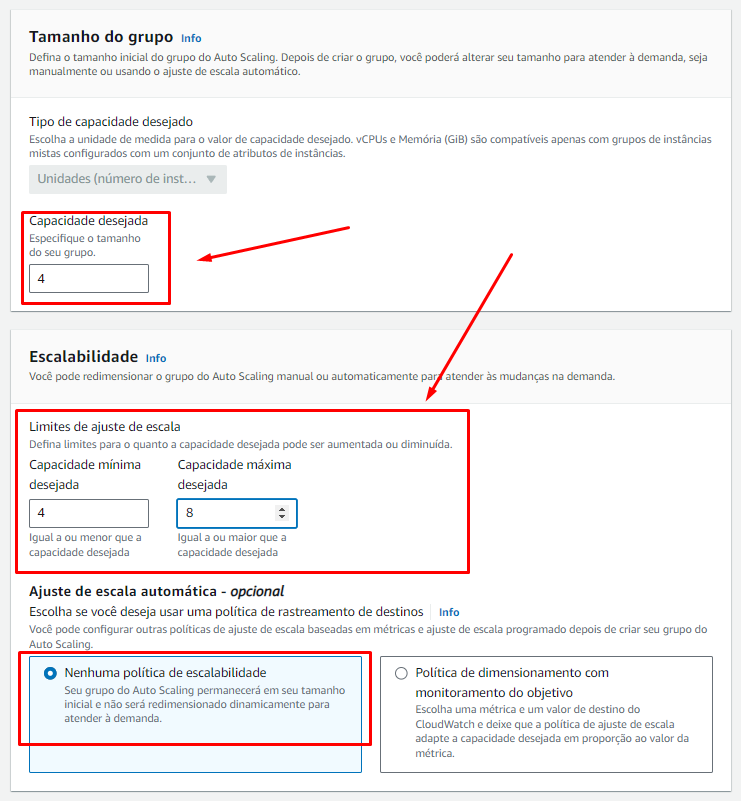 Tamanho do grupo Info
Defina o tamanho inicial do grupo do Auto Scaling. Depois de criar o grupo, você poderá alterar seu tamanho para atender à demanda, seja
manualmente ou usando o ajuste de escala automático.
Tipo de capacidade desejado
Escolha a unidade de medida para o valor de capacidade desejado. vCPUs e Memória (GiB) são compatíveis apenas com grupos de instâncias
mistas configurados com um conjunto de atributos de instâncias.
Unidades (número de inst...
Capacidade desejada
Especifique o tamanho
do seu grupo.
4
Escalabilidade Info
Você pode redimensionar o grupo do Auto Scaling manual ou automaticamente para atender às mudanças na demanda.
Limites de ajuste de escala
Defina limites para o quanto a capacidade desejada pode ser aumentada ou diminuída.
Capacidade mínima
desejada
4
Igual a ou menor que a
capacidade desejada
Capacidade máxima
desejada
8
Igual a ou maior que a
capacidade desejada
Ajuste de escala automática - opcional
Escolha se você deseja usar uma política de rastreamento de destinos Info
Você pode configurar outras políticas de ajuste de escala baseadas em métricas e ajuste de escala programado depois de criar seu grupo do
Auto Scaling.
Nenhuma política de escalabilidade
Seu grupo do Auto Scaling permanecerá em seu tamanho
inicial e não será redimensionado dinamicamente para
atender à demanda.
Política de dimensionamento com
monitoramento do objetivo
Escolha uma métrica e um valor de destino do
CloudWatch e deixe que a política de ajuste de escala
adapte a capacidade desejada em proporção ao valor da
métrica.